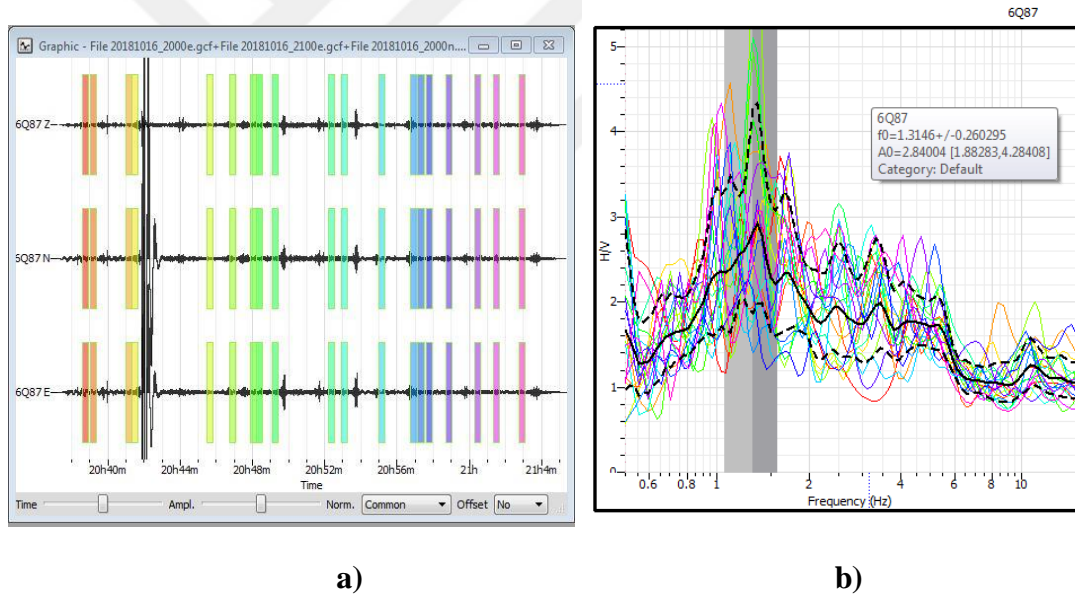 Graphic - File 20181016_2000e.gcf+File 20181016_2100e.gcf+File 20181016_2000n....
6Q87 Z
5Q87 N
6Q87 E
20h40m 20h44m 20h48m 20h52m 20h56m 21h 21h4m
Time
Time Ampl. Norm. Common Offset No
a)
6Q87
5
4
3
2
1
0
H/V
6Q87
f0=1.3146+/-0.260295
A0=2.84004 [1.88283,4.28408]
Category: Default
0.6 0.8 1 2 4 6 8 10
Frequency (Hz)
b)